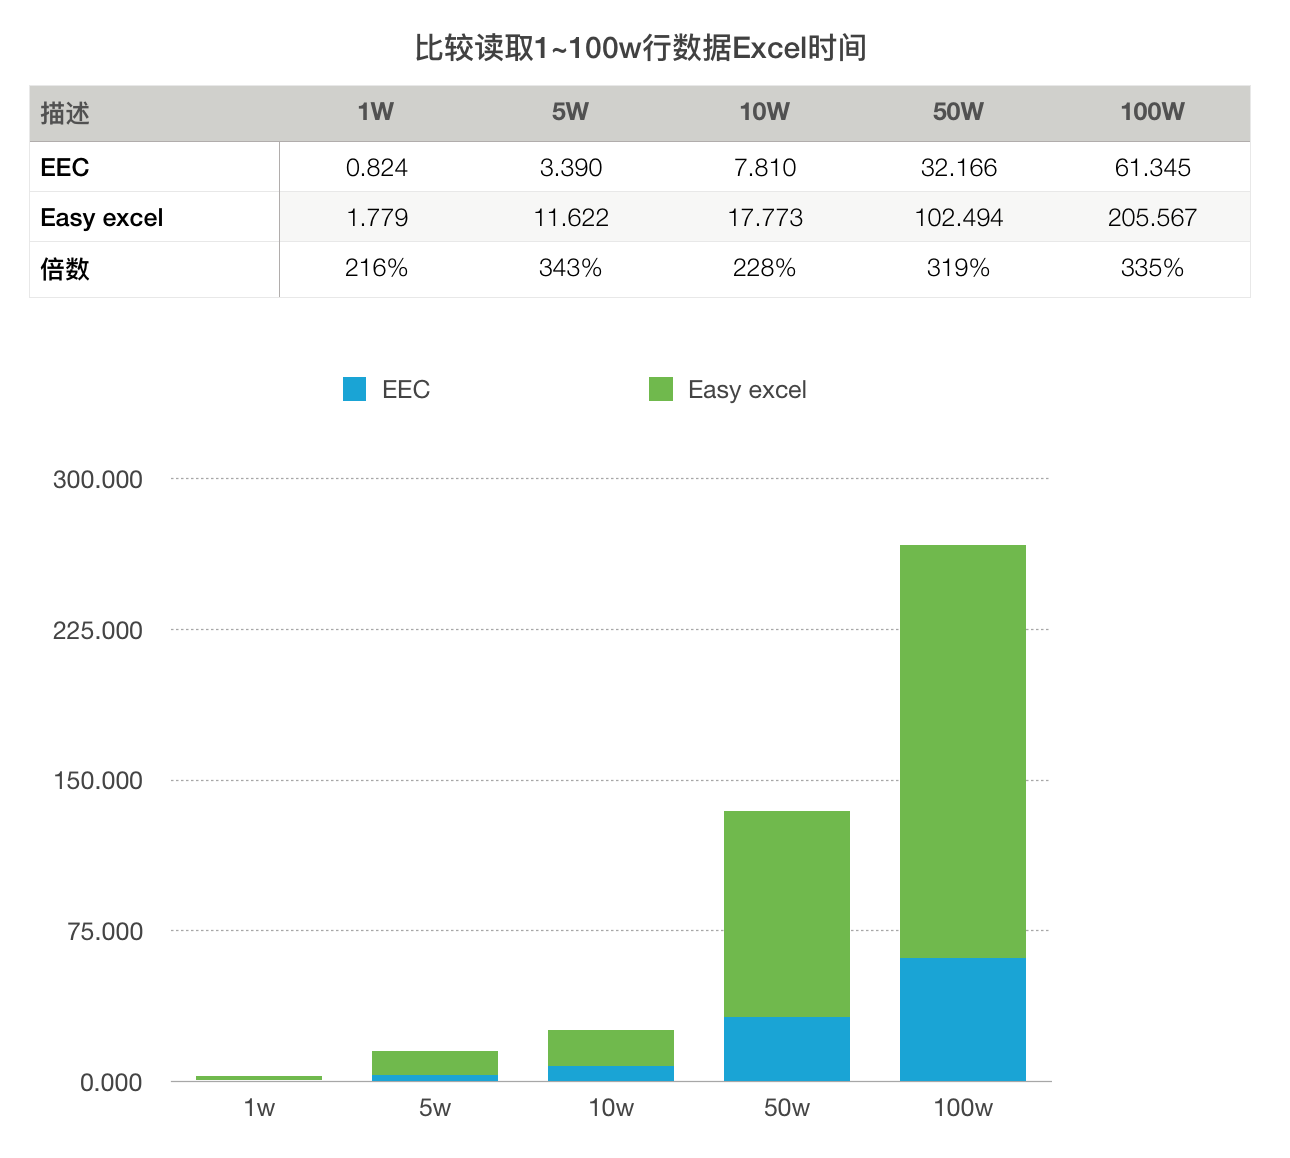 比较读取1~100w行数据Excel时间
描述 1W 5W 10W 50W 100W
EEC 0.824 3.390 7.810 32.166 61.345
Easy excel 1.779 11.622 17.773 102.494 205.567
倍数 216% 343% 228% 319% 335%
EEC Easy excel
300.000
225.000
150.000
75.000
0.000
1w 5w 10w 50w 100w